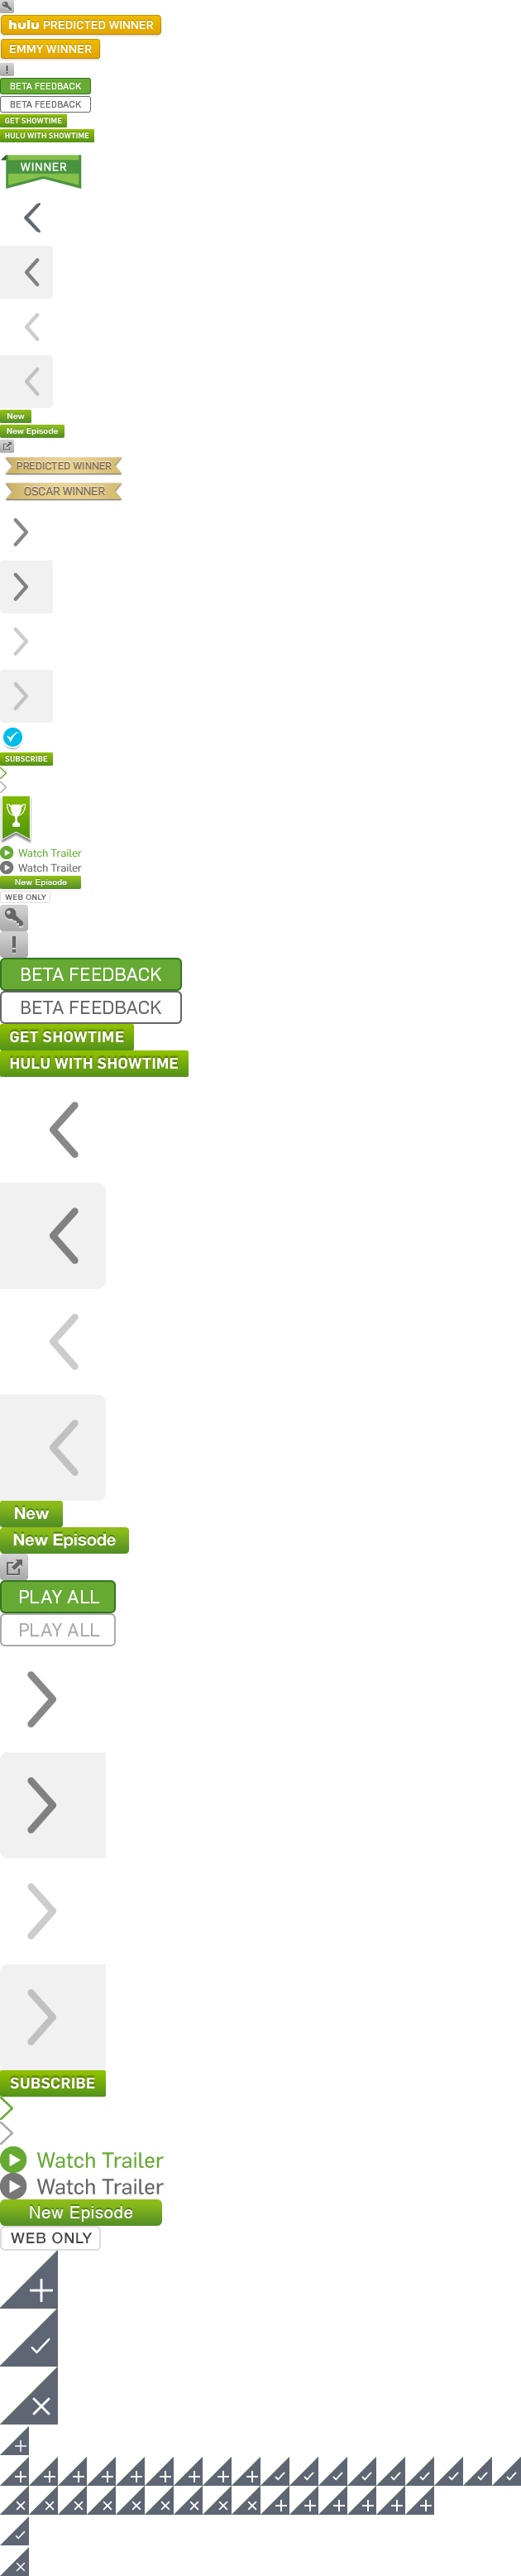 hulu PREDICTED WINNER
EMMY WINNER
!
BETA FEEDBACK
BETA FEEDBACK
GET SHOWTIME
HULU WITH SHOWTIME
WINNER
New
New Episode
PREDICTED WINNER
OSCAR WINNER
SUBSCRIBE
Watch Trailer
Watch Trailer
New Episode
WEB ONLY
!
BETA FEEDBACK
BETA FEEDBACK
GET SHOWTIME
HULU WITH SHOWTIME
New
New Episode
PLAY ALL
PLAY ALL
SUBSCRIBE
Watch Trailer
Watch Trailer
New Episode
WEB ONLY